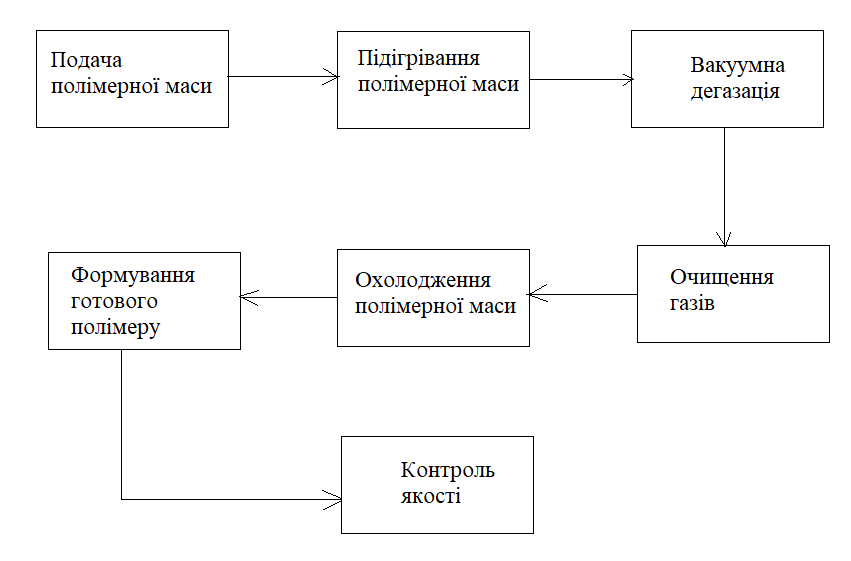 Подача
полімерної маси
Підігрівання
полімерної маси
Вакуумна
дегазація
Очищення
газів
Охолодження
полімерної маси
Формування
готового
полімеру
Контроль
якості